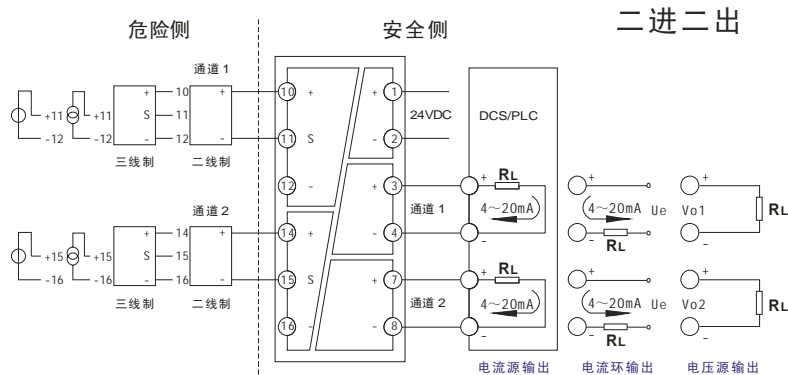 二进二出
危险侧 安全侧
通道 1
+ 10 + 10 + + 1
+11 +11 S 11 24VDC DCS/PLC
-12 -12 - 12 - 11 S - 2
三线制 二线制
12 - + 3 + RL + +
通道 1 4～20mA 4～20mA Ue Vo1 RL
通道 2
+ 14 + 14 + - 4 - - RL -
+15 +15 S 15
-16 -16 - 16 - 15 S + 7 + RL + +
三线制 二线制
通道 2 4～20mA 4～20mA Ue Vo2 RL
16 - - 8 - - RL -
电流源输出 电流环输出 电压源输出